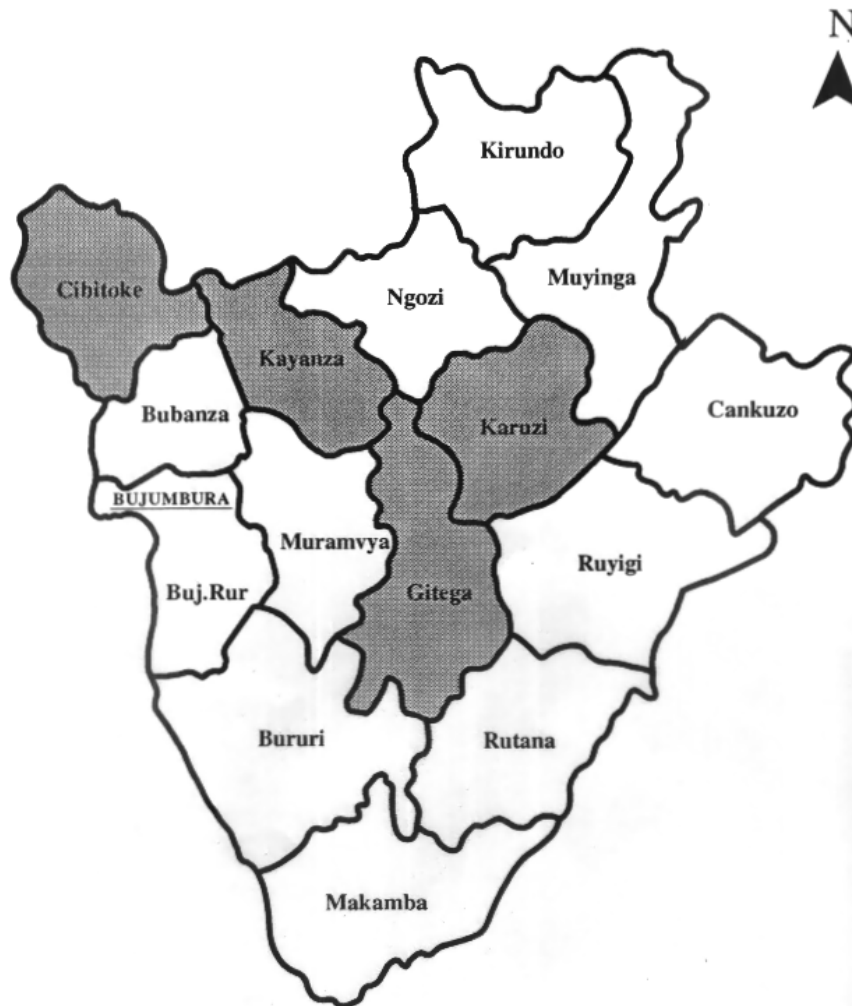 N
Kirundo
Muyinga
Cibitoke
Ngozi
Kayanza
Bubanza
Karuzi
Cankuzo
BUJUMBURA
Muramvya
Ruyigi
Buj.Rur
Gitega
Bururi
Rutana
Makamba